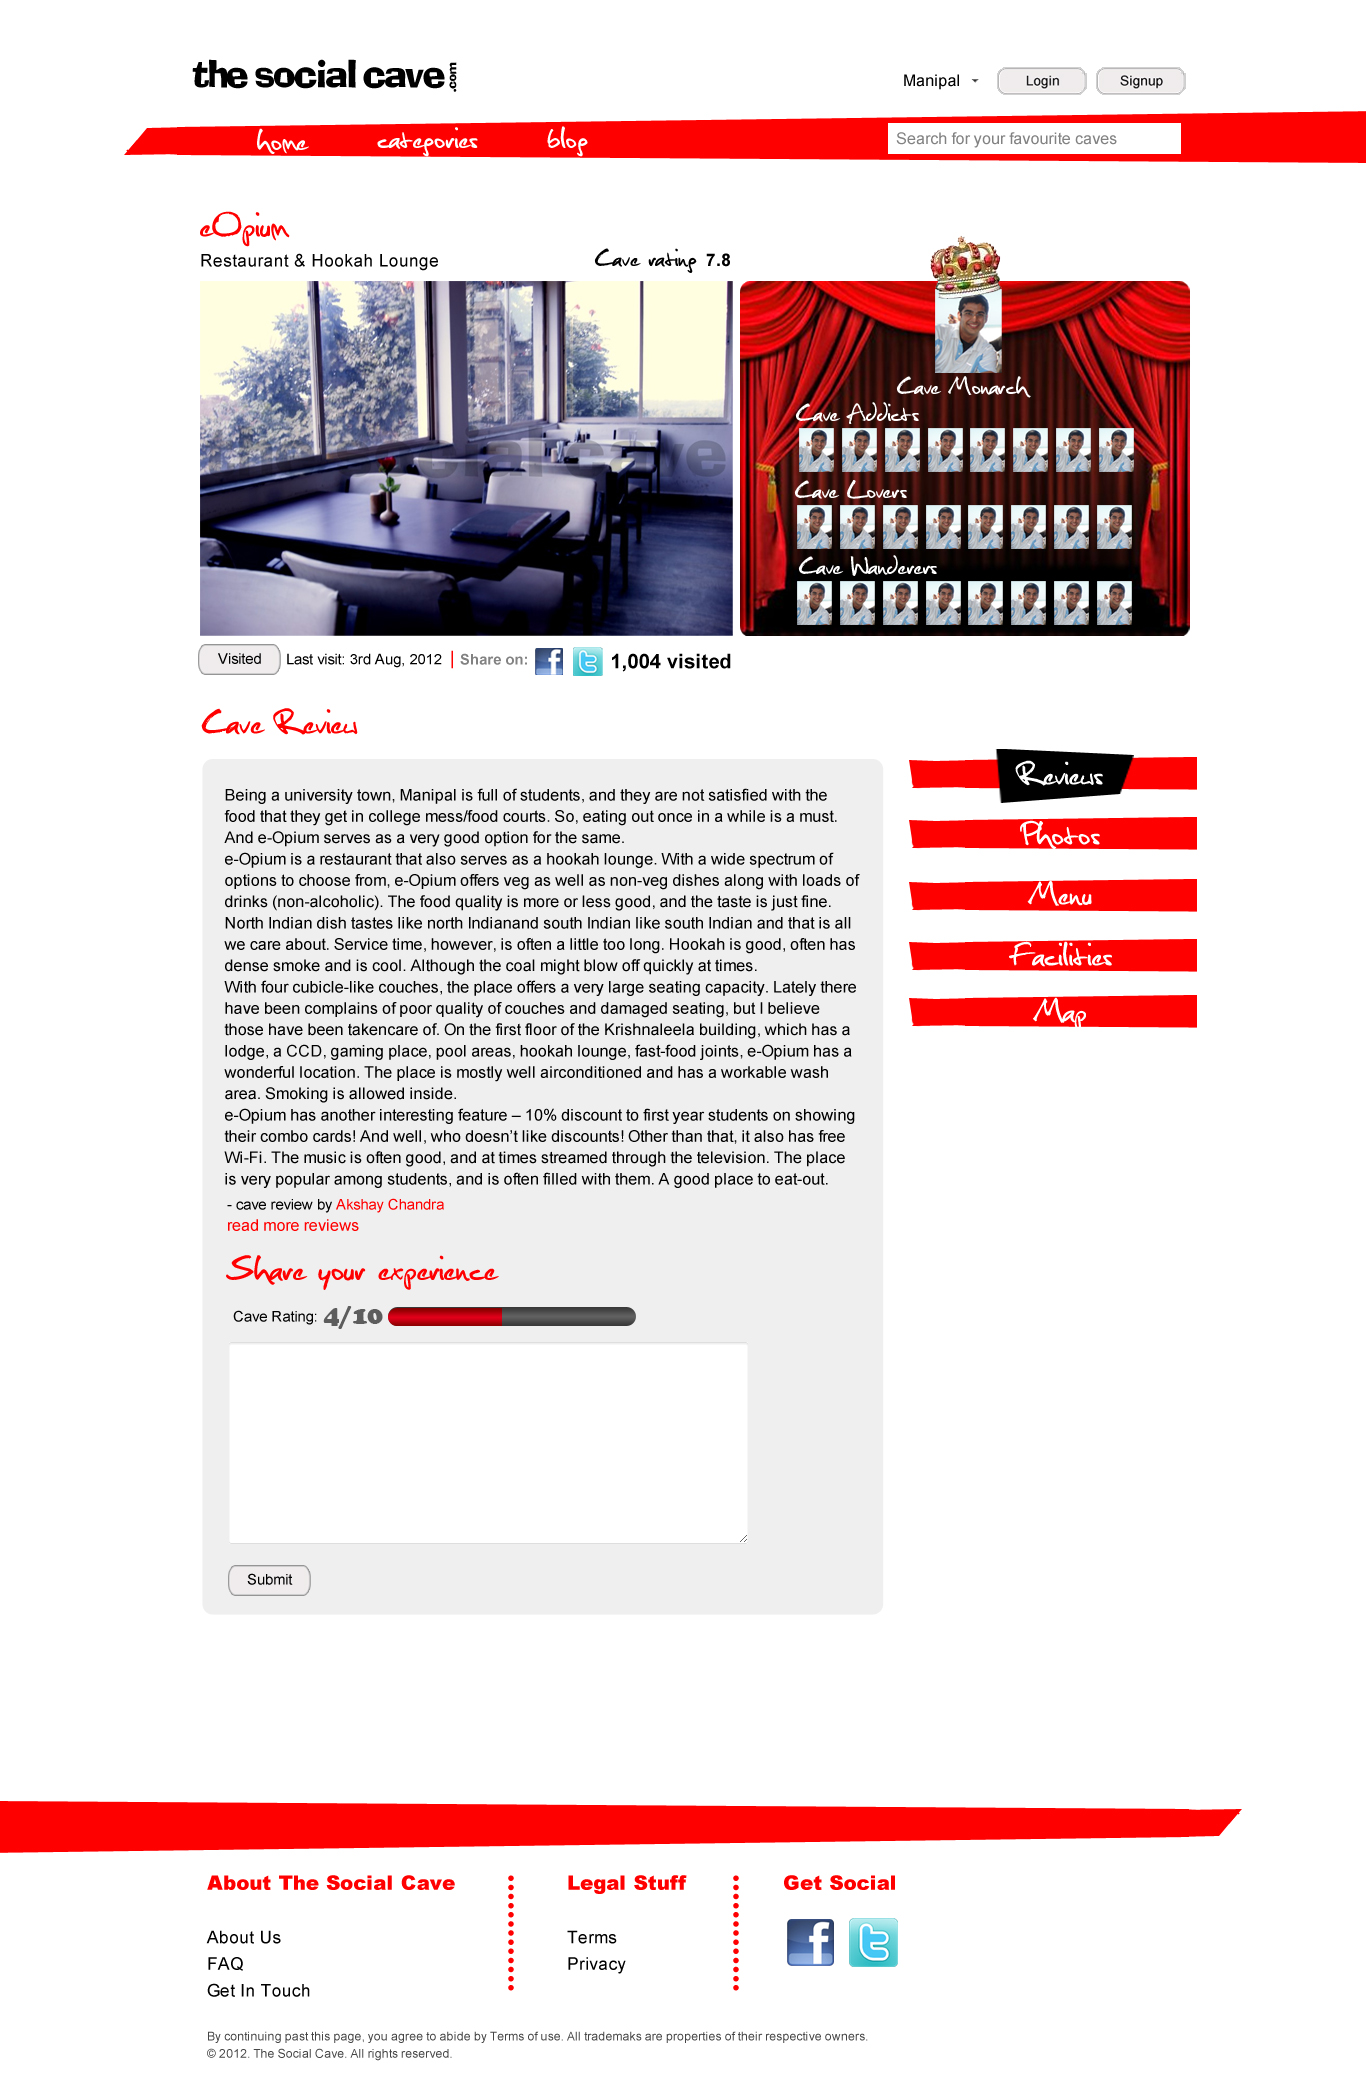 the social cave.com
Manipal
Login
Signup
home
categories
blog
Search for your favourite caves
eOpium
Restaurant & Hookah Lounge
Cave rating 7.8
social cave
Cave Monarch
Cave Addicts
Cave Lovers
Cave Wanderers
Visited
Last visit: 3rd Aug, 2012
Share on:
f
t
1,004 visited
Cave Review
Being a university town, Manipal is full of students, and they are not satisfied with the
food that they get in college mess/food courts. So, eating out once in a while is a must.
And e-Opium serves as a very good option for the same.
e-Opium is a restaurant that also serves as a hookah lounge. With a wide spectrum of
options to choose from, e-Opium offers veg as well as non-veg dishes along with loads of
drinks (non-alcoholic). The food quality is more or less good, and the taste is just fine.
North Indian dish tastes like north Indianand south Indian like south Indian and that is all
we care about. Service time, however, is often a little too long. Hookah is good, often has
dense smoke and is cool. Although the coal might blow off quickly at times.
With four cubicle-like couches, the place offers a very large seating capacity. Lately there
have been complains of poor quality of couches and damaged seating, but I believe
those have been takencare of. On the first floor of the Krishnaleela building, which has a
lodge, a CCD, gaming place, pool areas, hookah lounge, fast-food joints, e-Opium has a
wonderful location. The place is mostly well airconditioned and has a workable wash
area. Smoking is allowed inside.
e-Opium has another interesting feature – 10% discount to first year students on showing
their combo cards! And well, who doesn't like discounts! Other than that, it also has free
Wi-Fi. The music is often good, and at times streamed through the television. The place
is very popular among students, and is often filled with them. A good place to eat-out.
- cave review by Akshay Chandra
read more reviews
Reviews
Photos
Menu
Facilities
Map
Share your experience
Cave Rating: 4/10
Submit
About The Social Cave
About Us
FAQ
Get In Touch
Legal Stuff
Terms
Privacy
Get Social
f
t
By continuing past this page, you agree to abide by Terms of use. All trademaks are properties of their respective owners.
© 2012. The Social Cave. All rights reserved.